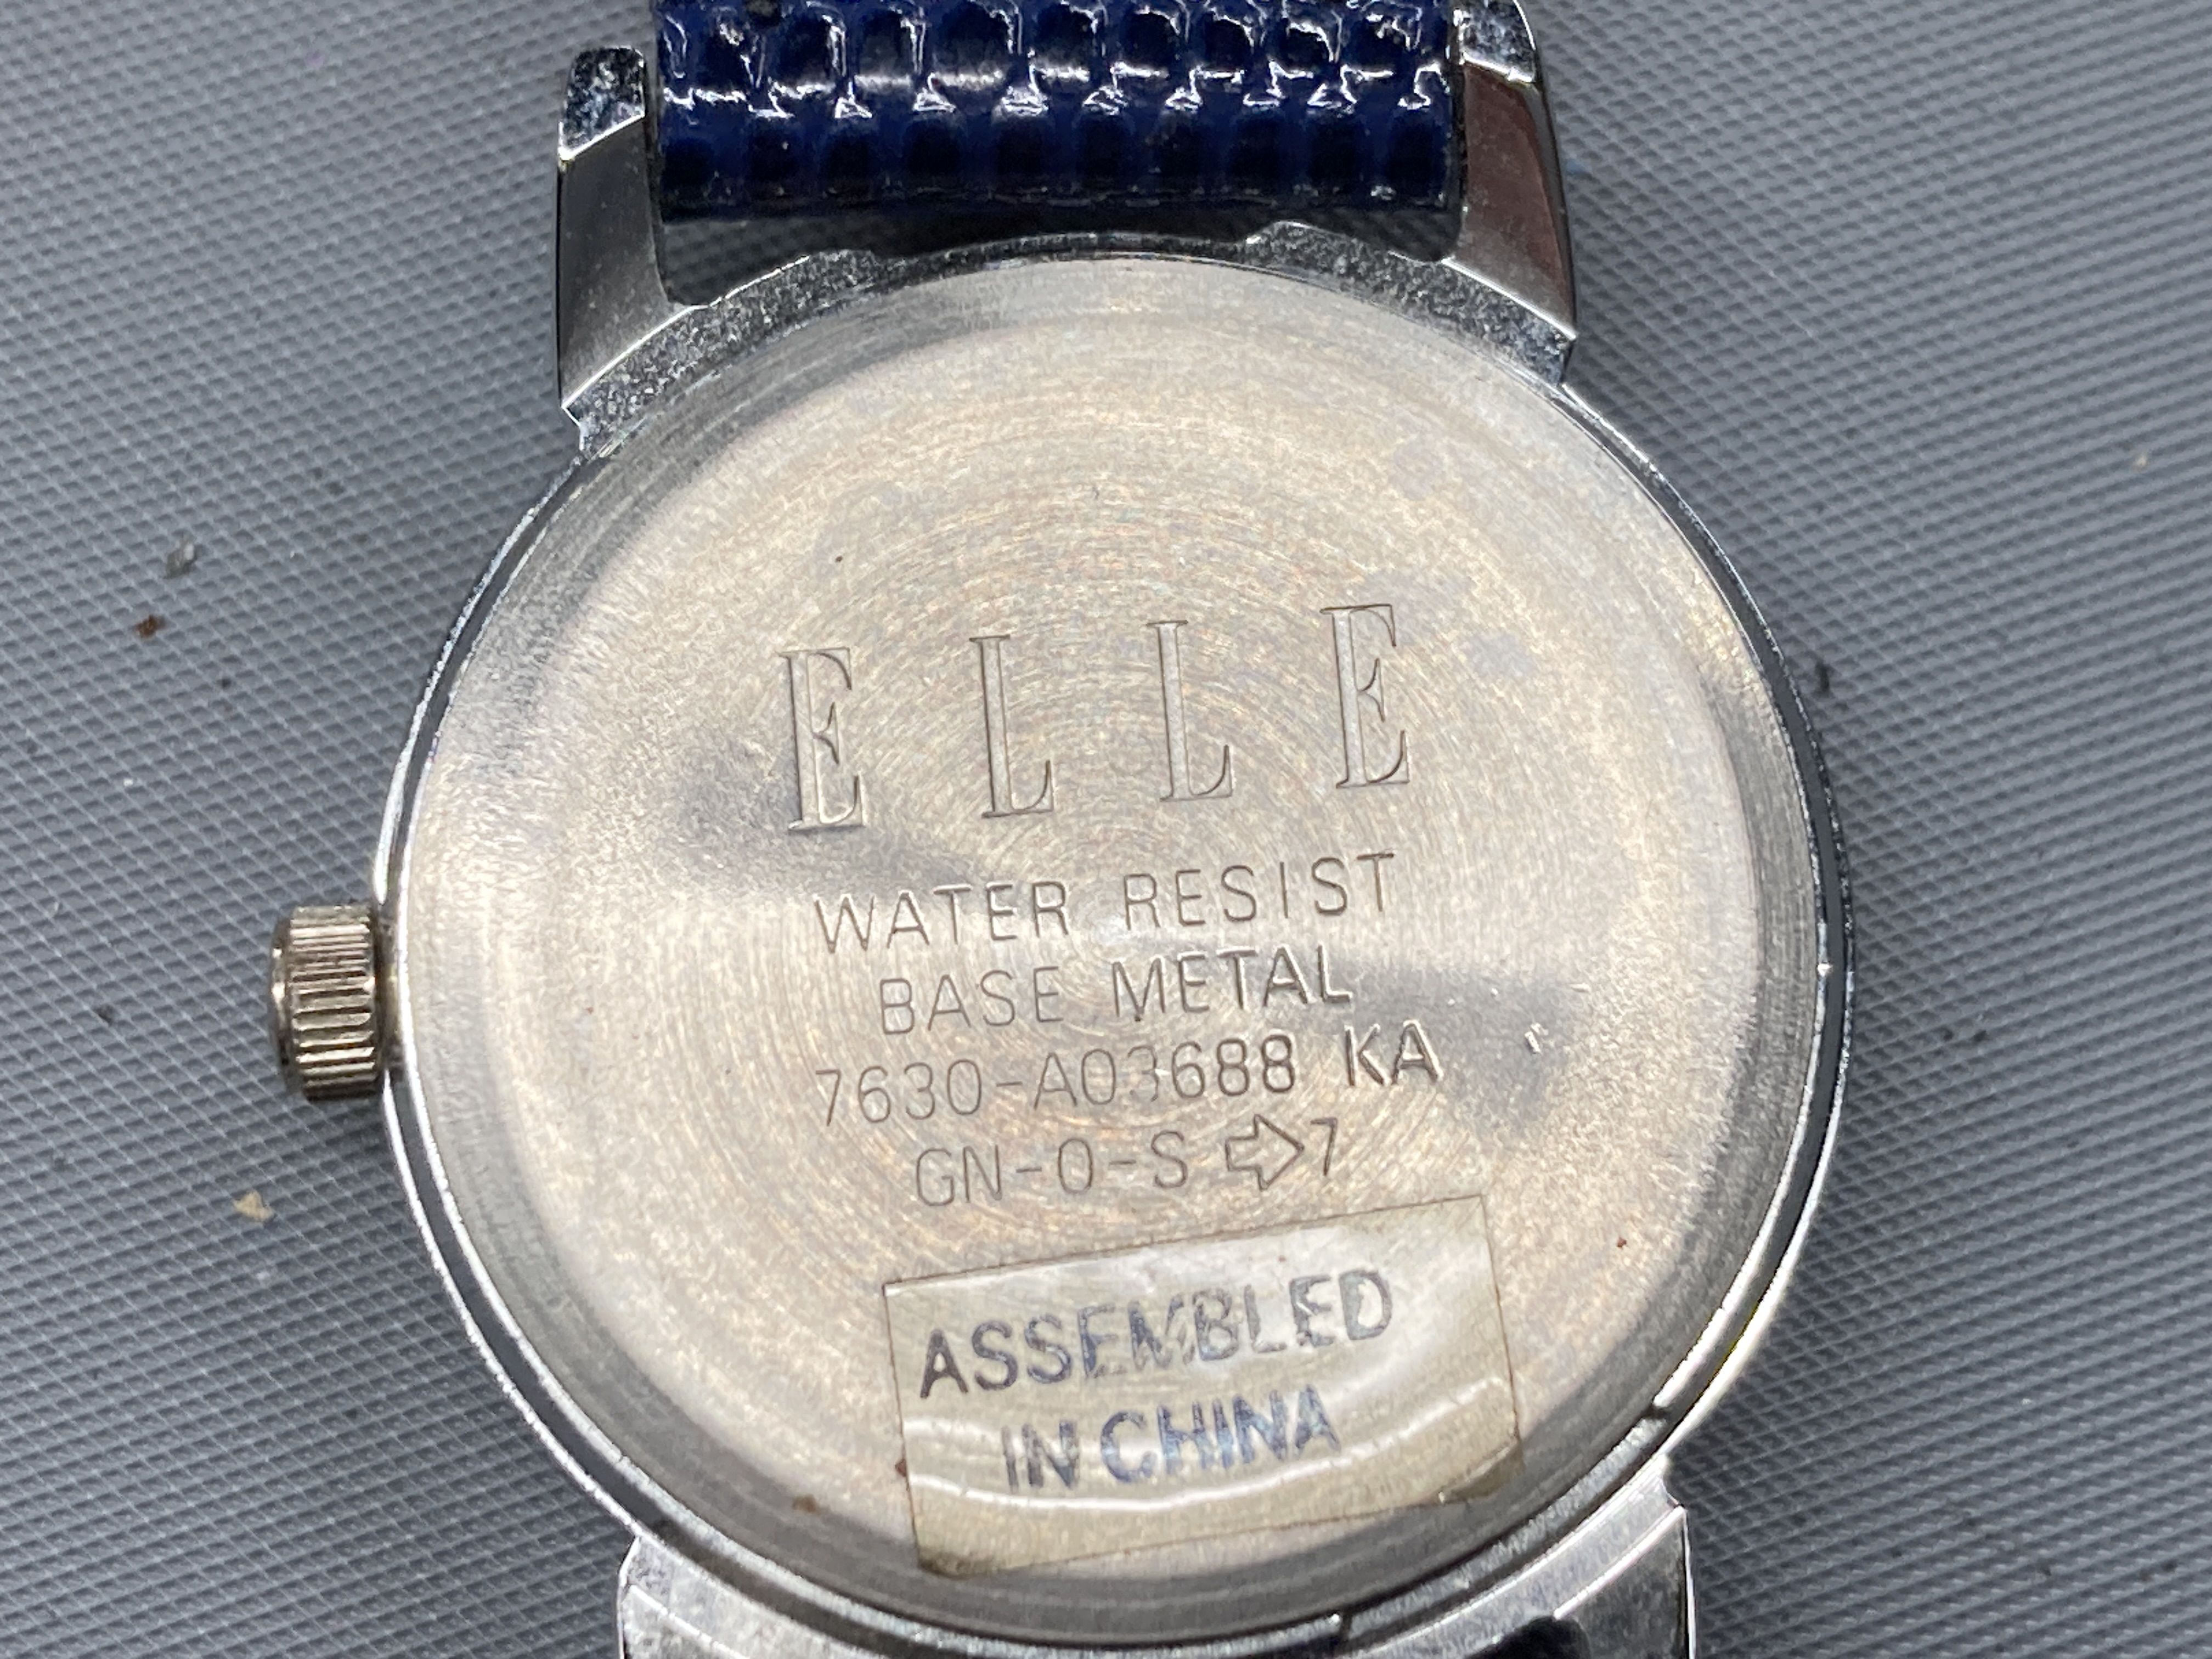 ELLE
WATER RESIST
BASE METAL
7630-A03688 KA
GN-0-S ⇨7
ASSEMBLED
IN CHINA